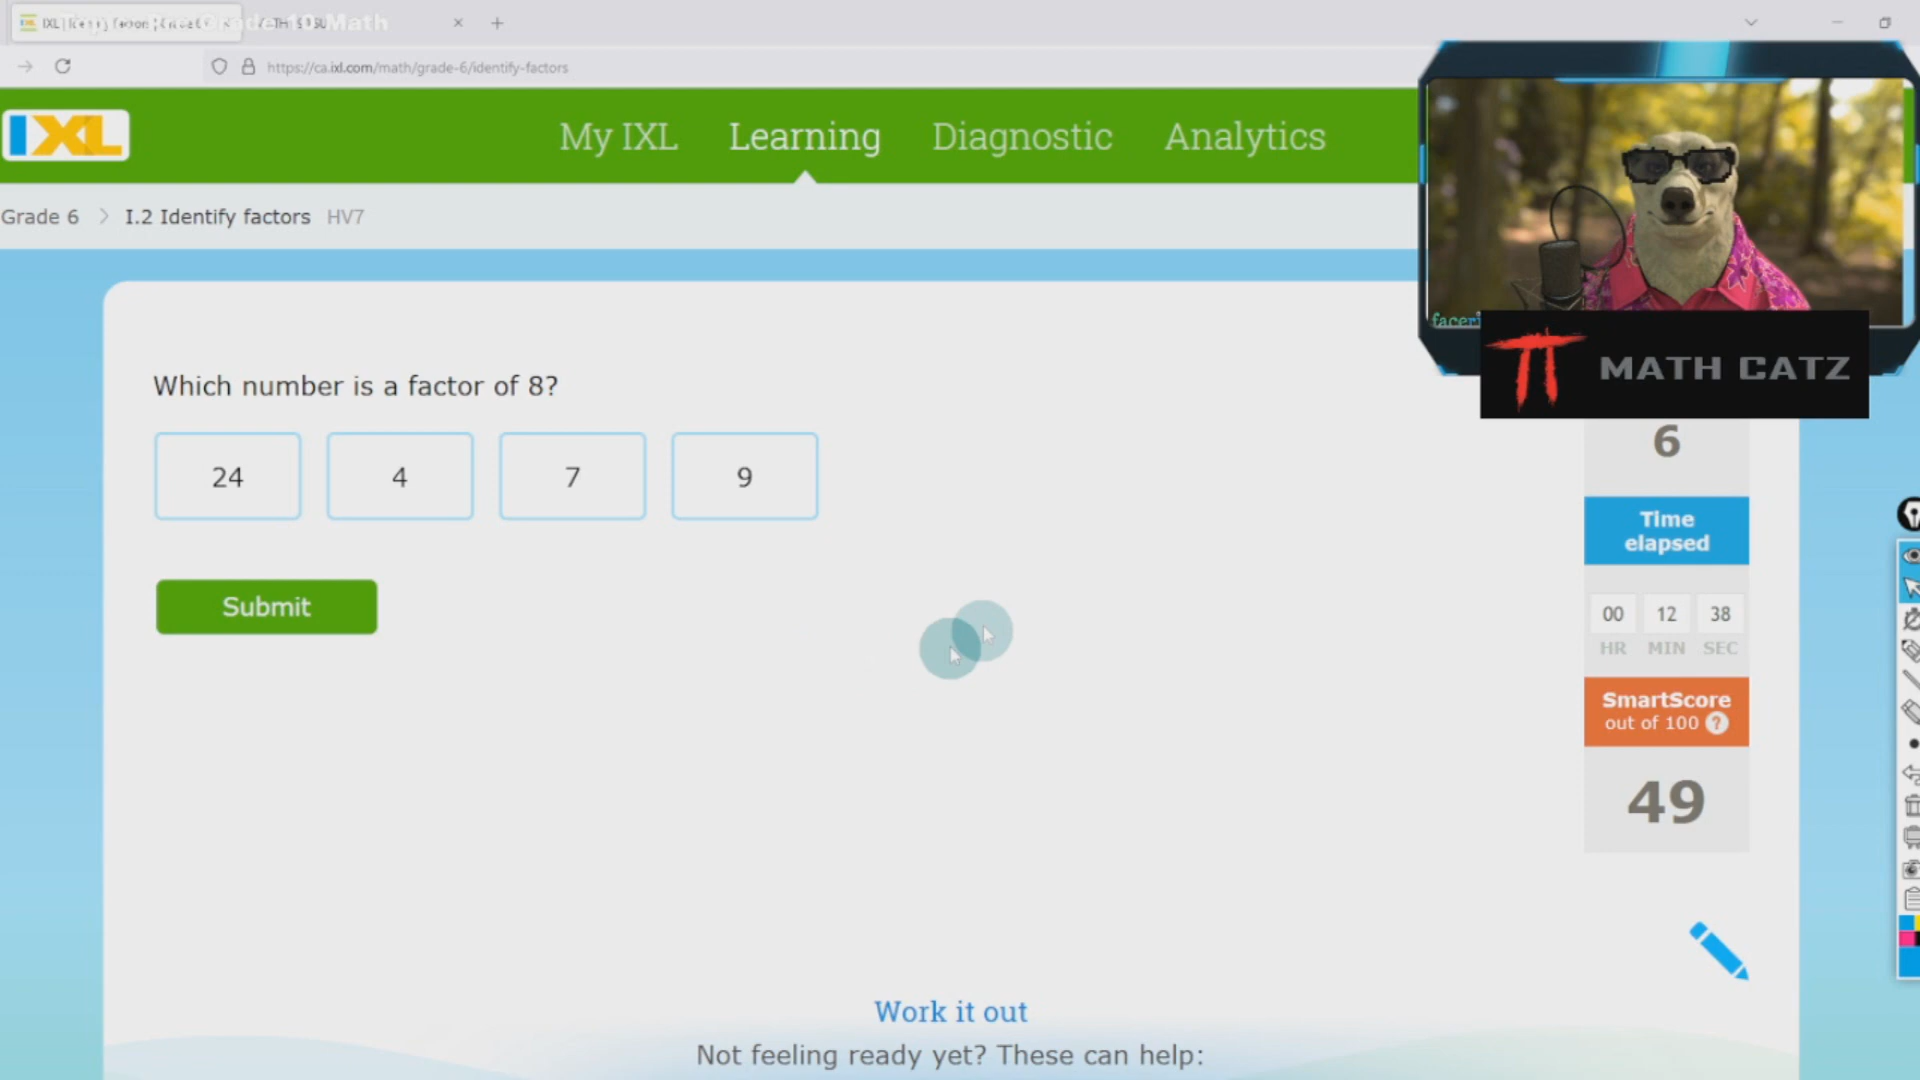 Grade 10 Math
https://ca.ixl.com/math/grade-6/identify-factors
IXL
My IXL
Learning
Diagnostic
Analytics
Grade 6 > I.2 Identify factors HV7
MATH CATZ
Which number is a factor of 8?
24
4
7
9
Submit
6
Time
elapsed
00 12 38
HR MIN SEC
SmartScore
out of 100 ?
49
Work it out
Not feeling ready yet? These can help: